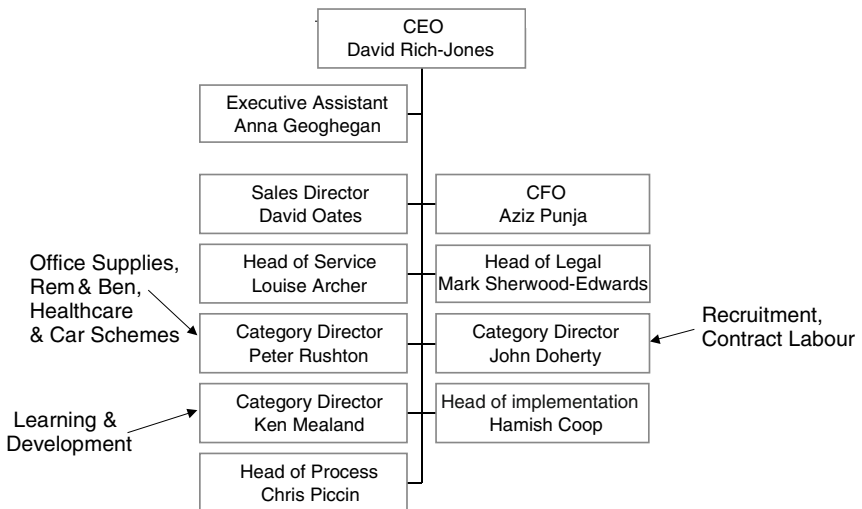 CEO
David Rich-Jones
Executive Assistant
Anna Geoghegan
Sales Director
David Oates
CFO
Aziz Punja
Office Supplies,
Rem & Ben,
Healthcare
& Car Schemes
Head of Service
Louise Archer
Head of Legal
Mark Sherwood-Edwards
Category Director
Peter Rushton
Category Director
John Doherty
Recruitment,
Contract Labour
Learning &
Development
Category Director
Ken Mealand
Head of implementation
Hamish Coop
Head of Process
Chris Piccin